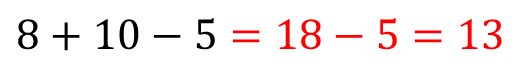 8 + 10 − 5 = 18 − 5 = 13